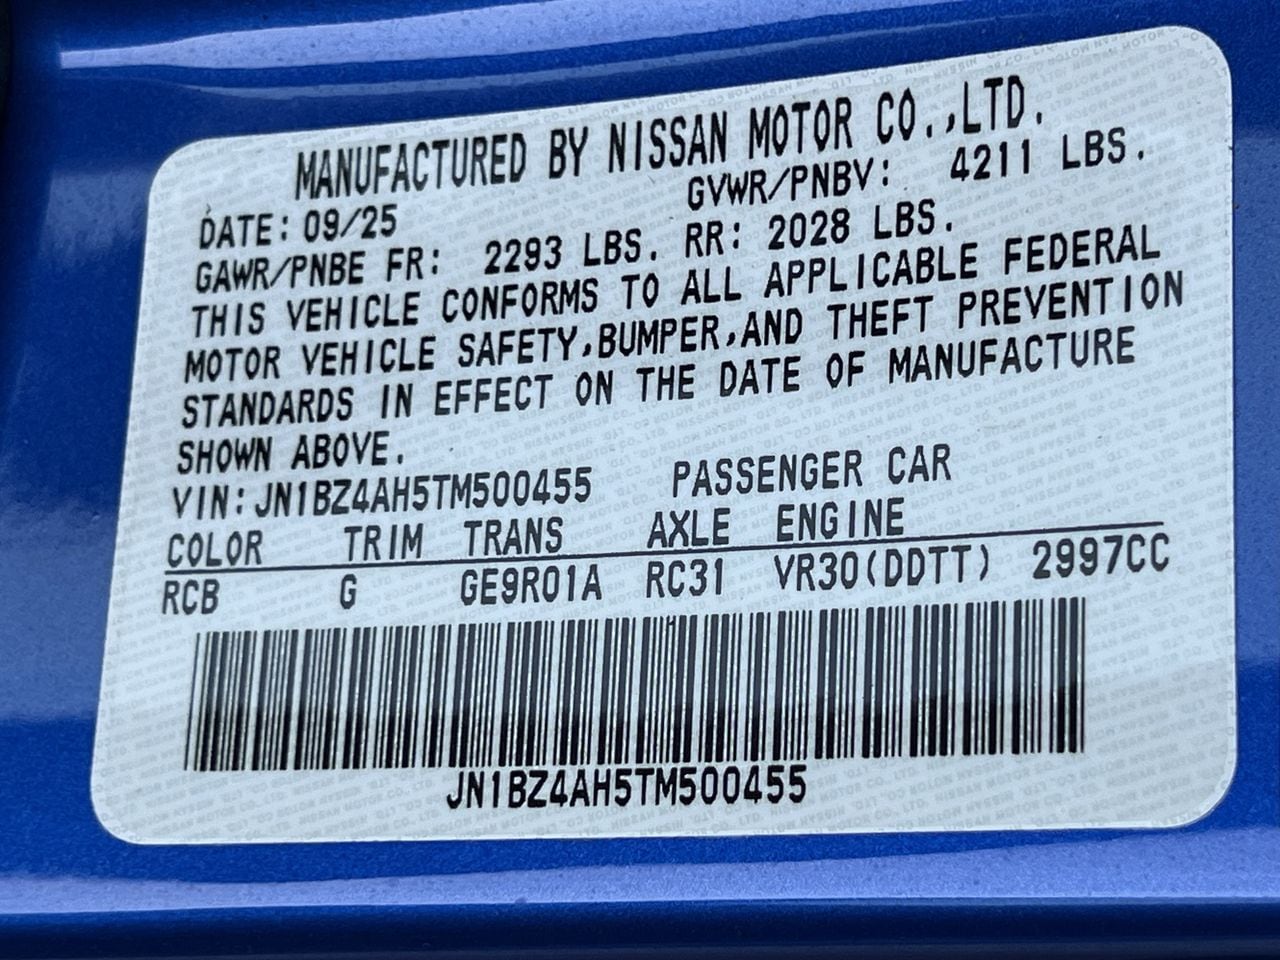 MANUFACTURED BY NISSAN MOTOR CO.,LTD.
DATE: 09/25 GVWR/PNBV: 4211 LBS.
GAWR/PNBE FR: 2293 LBS. RR: 2028 LBS.
THIS VEHICLE CONFORMS TO ALL APPLICABLE FEDERAL
MOTOR VEHICLE SAFETY,BUMPER,AND THEFT PREVENTION
STANDARDS IN EFFECT ON THE DATE OF MANUFACTURE
SHOWN ABOVE.
VIN: JN1BZ4AH5TM500455 PASSENGER CAR
COLOR TRIM TRANS AXLE ENGINE
RCB G GE9R01A RC31 VR30(DDTT) 2997CC
JN1BZ4AH5TM500455